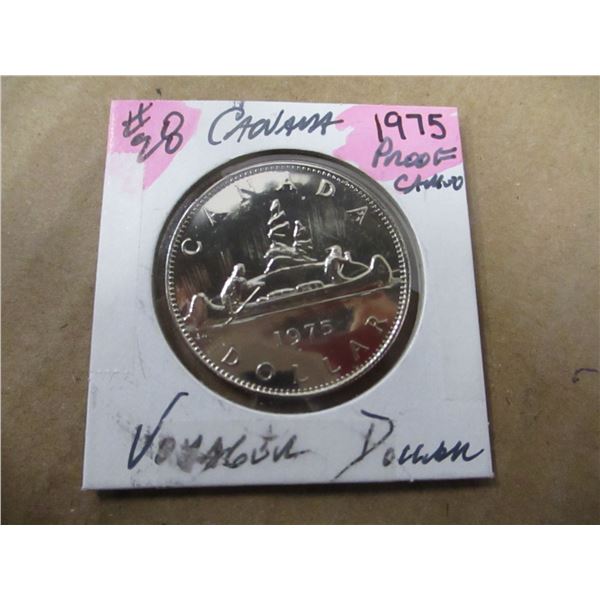 #98 CANADA 1975
PROOF
CAMEO
CANADA
1975
DOLLAR
VOYAGEUR DOLLAR